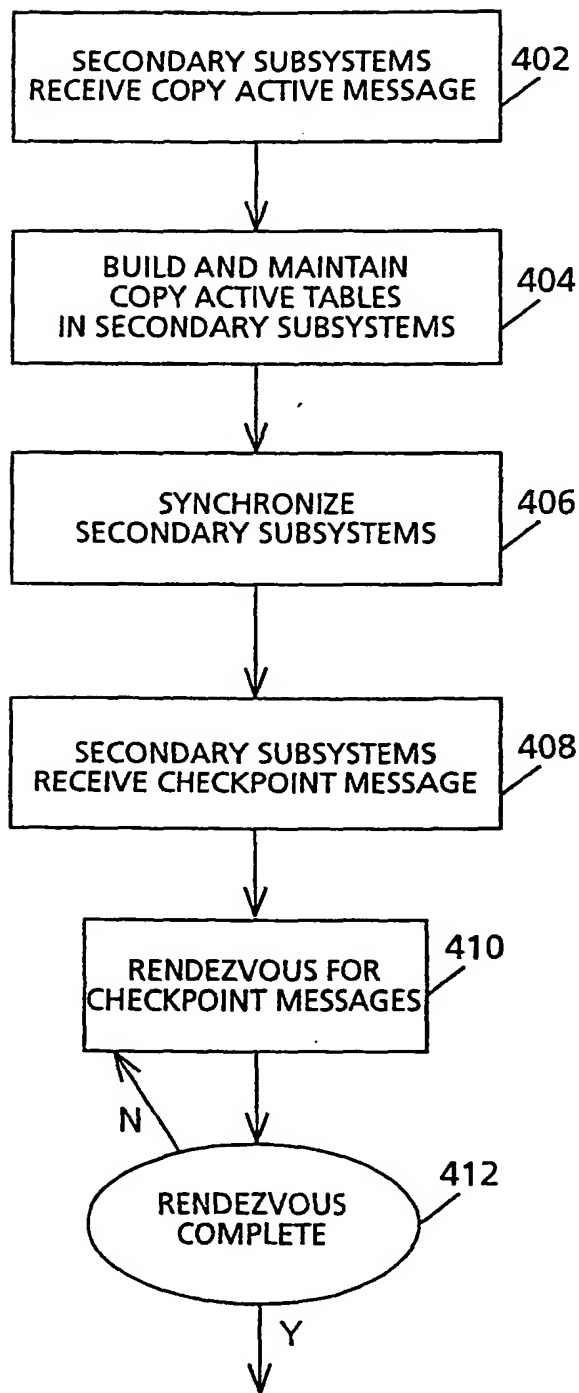 SECONDARY SUBSYSTEMS
RECEIVE COPY ACTIVE MESSAGE
402
BUILD AND MAINTAIN
COPY ACTIVE TABLES
IN SECONDARY SUBSYSTEMS
404
SYNCHRONIZE
SECONDARY SUBSYSTEMS
406
SECONDARY SUBSYSTEMS
RECEIVE CHECKPOINT MESSAGE
408
RENDEZVOUS FOR
CHECKPOINT MESSAGES
410
N
RENDEZVOUS
COMPLETE
412
Y